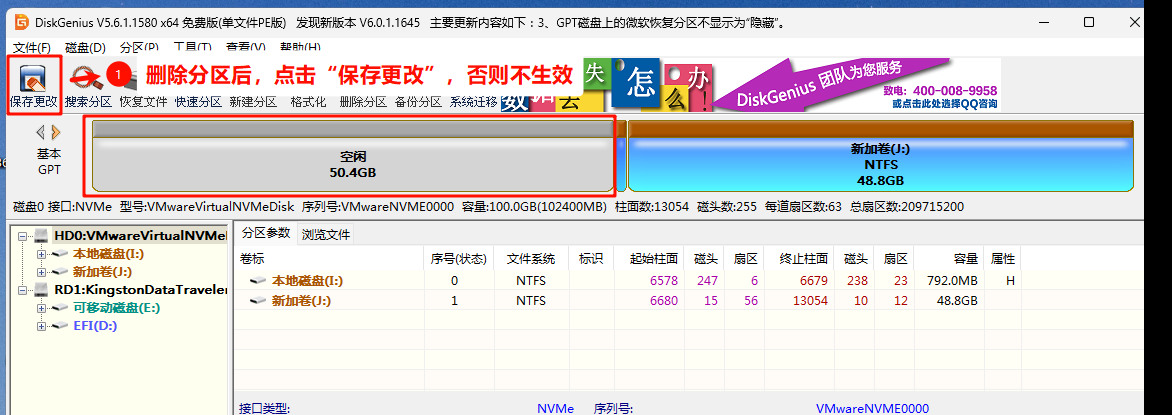 DiskGenius V5.6.1.1580 x64 免费版(单文件PE版) 发现新版本 V6.0.1.1645 主要更新内容如下：3、GPT磁盘上的微软恢复分区不显示为“隐藏”。
文件(F) 磁盘(D) 分区(P) 工具(T) 查看(V) 帮助(H)
1 删除分区后，点击“保存更改”，否则不生效
失 怎 么 办 !
DiskGenius 团队为您服务
致电：400-008-9958
或点击此处选择QQ咨询
保存更改 搜索分区 恢复文件 快速分区 新建分区 格式化 删除分区 备份分区 系统迁移
基本
GPT
空闲
50.4GB
新加卷(J:)
NTFS
48.8GB
磁盘0 接口:NVMe 型号:VMwareVirtualNVMeDisk 序列号:VMwareNVME0000 容量:100.0GB(102400MB) 柱面数:13054 磁头数:255 每道扇区数:63 总扇区数:209715200
HD0:VMwareVirtualNVMe
本地磁盘(I:)
新加卷(J:)
RD1:KingstonDataTraveler
可移动磁盘(E:)
EFI(D:)
分区参数 浏览文件
卷标 序号(状态) 文件系统 标识 起始柱面 磁头 扇区 终止柱面 磁头 扇区 容量 属性
本地磁盘(I:) 0 NTFS 6578 247 6 6679 238 23 792.0MB H
新加卷(J:) 1 NTFS 6680 15 56 13054 10 12 48.8GB
接口类型: NVMe 序列号: VMwareNVME0000